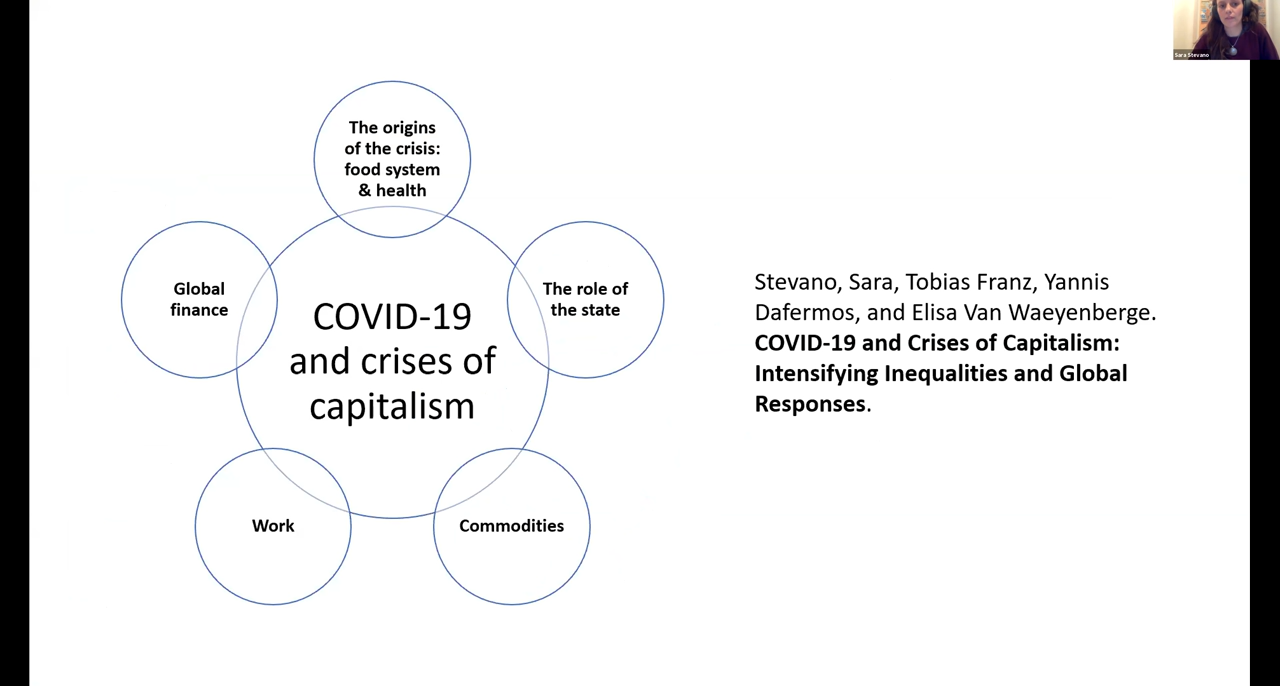 Sara Stevano
The origins
of the crisis:
food system
& health
Global
finance
The role of
the state
COVID-19
and crises of
capitalism
Work
Commodities
Stevano, Sara, Tobias Franz, Yannis
Dafermos, and Elisa Van Waeyenberge.
COVID-19 and Crises of Capitalism:
Intensifying Inequalities and Global
Responses.